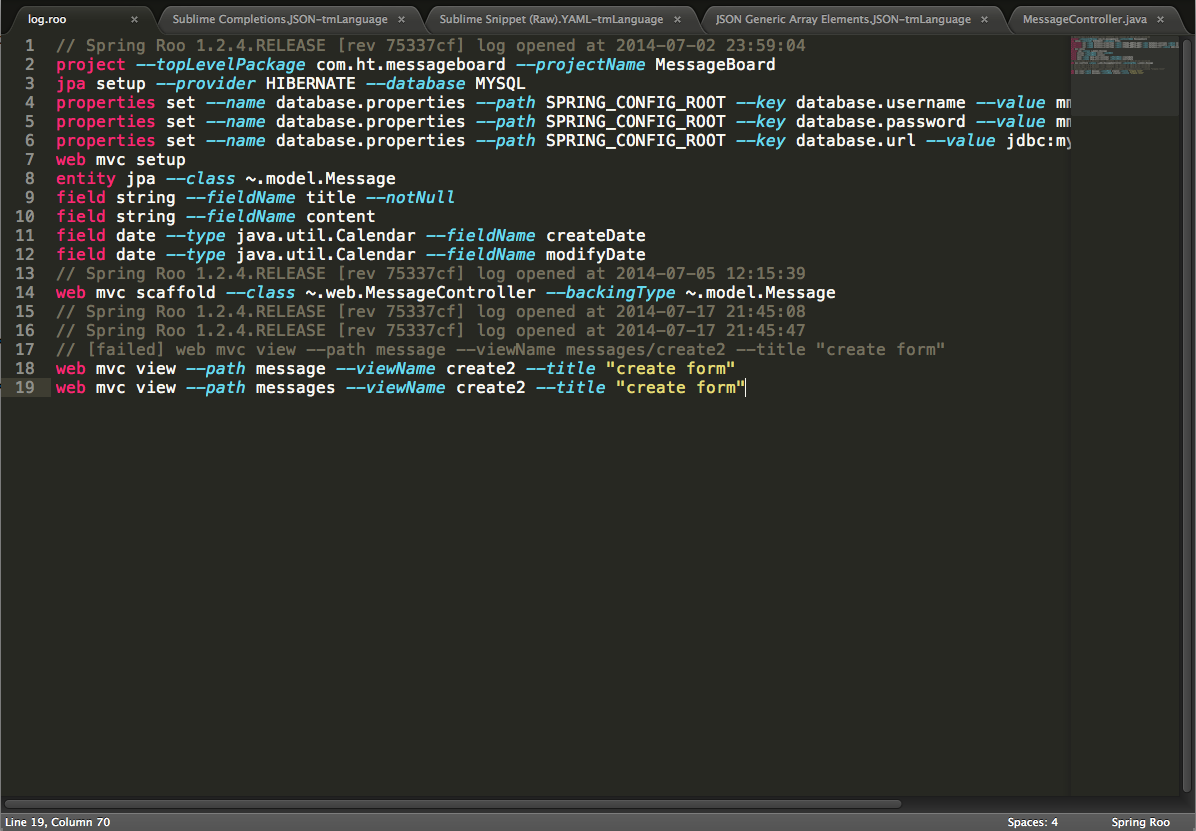 log.roo × Sublime Completions.JSON-tmLanguage × Sublime Snippet (Raw).YAML-tmLanguage × JSON Generic Array Elements.JSON-tmLanguage × MessageController.java ×
1 // Spring Roo 1.2.4.RELEASE [rev 75337cf] log opened at 2014-07-02 23:59:04
2 project --topLevelPackage com.ht.messageboard --projectName MessageBoard
3 jpa setup --provider HIBERNATE --database MYSQL
4 properties set --name database.properties --path SPRING_CONFIG_ROOT --key database.username --value
5 properties set --name database.properties --path SPRING_CONFIG_ROOT --key database.password --value
6 properties set --name database.properties --path SPRING_CONFIG_ROOT --key database.url --value jdbc:my
7 web mvc setup
8 entity jpa --class ~.model.Message
9 field string --fieldName title --notNull
10 field string --fieldName content
11 field date --type java.util.Calendar --fieldName createDate
12 field date --type java.util.Calendar --fieldName modifyDate
13 // Spring Roo 1.2.4.RELEASE [rev 75337cf] log opened at 2014-07-05 12:15:39
14 web mvc scaffold --class ~.web.MessageController --backingType ~.model.Message
15 // Spring Roo 1.2.4.RELEASE [rev 75337cf] log opened at 2014-07-17 21:45:08
16 // Spring Roo 1.2.4.RELEASE [rev 75337cf] log opened at 2014-07-17 21:45:47
17 // [failed] web mvc view --path message --viewName messages/create2 --title "create form"
18 web mvc view --path message --viewName create2 --title "create form"
19 web mvc view --path messages --viewName create2 --title "create form"
Line 19, Column 70 Spaces: 4 Spring Roo